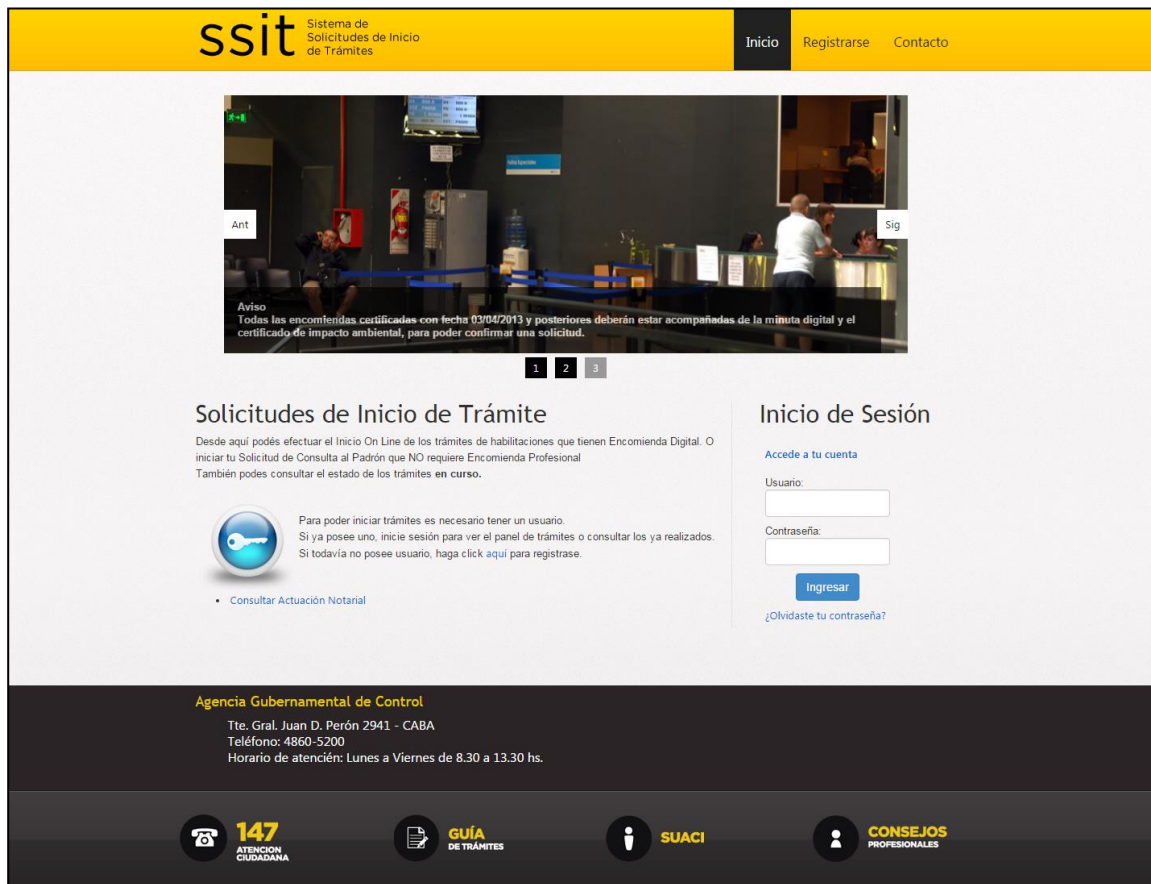 ssit
Sistema de
Solicitudes de Inicio
de Trámites
Inicio
Registrarse
Contacto
Ant
Sig
Aviso
Todas las encomiendas certificadas con fecha 03/04/2013 y posteriores deberán estar acompañadas de la minuta digital y el
certificado de impacto ambiental, para poder confirmar una solicitud.
1 2 3
Solicitudes de Inicio de Trámite
Desde aquí podés efectuar el Inicio On Line de los trámites de habilitaciones que tienen Encomienda Digital. O
iniciar tu Solicitud de Consulta al Padrón que NO requiere Encomienda Profesional
También podes consultar el estado de los trámites en curso.
Para poder iniciar trámites es necesario tener un usuario.
Si ya posee uno, inicie sesión para ver el panel de trámites o consultar los ya realizados.
Si todavía no posee usuario, haga click aquí para registrase.
• Consultar Actuación Notarial
Inicio de Sesión
Accede a tu cuenta
Usuario:
Contraseña:
Ingresar
¿Olvidaste tu contraseña?
Agencia Gubernamental de Control
Tte. Gral. Juan D. Perón 2941 - CABA
Teléfono: 4860-5200
Horario de atención: Lunes a Viernes de 8.30 a 13.30 hs.
147
ATENCION
CIUDADANA
GUÍA
DE TRÁMITES
SUACI
CONSEJOS
PROFESIONALES